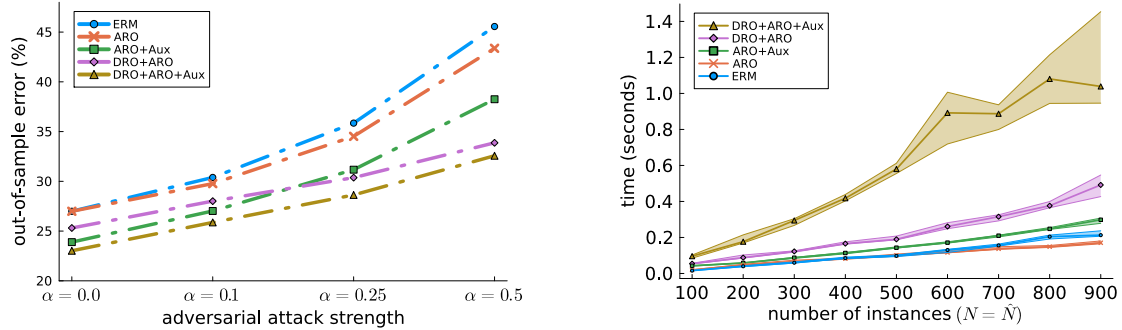 45
40
35
30
25
20
out-of-sample error (%)
ERM
ARO
ARO+Aux
DRO+ARO
DRO+ARO+Aux
α = 0.0
α = 0.1
α = 0.25
α = 0.5
adversarial attack strength
1.4
1.2
1.0
0.8
0.6
0.4
0.2
0.0
time (seconds)
DRO+ARO+Aux
DRO+ARO
ARO+Aux
ARO
ERM
100 200 300 400 500 600 700 800 900
number of instances (N = N̂)